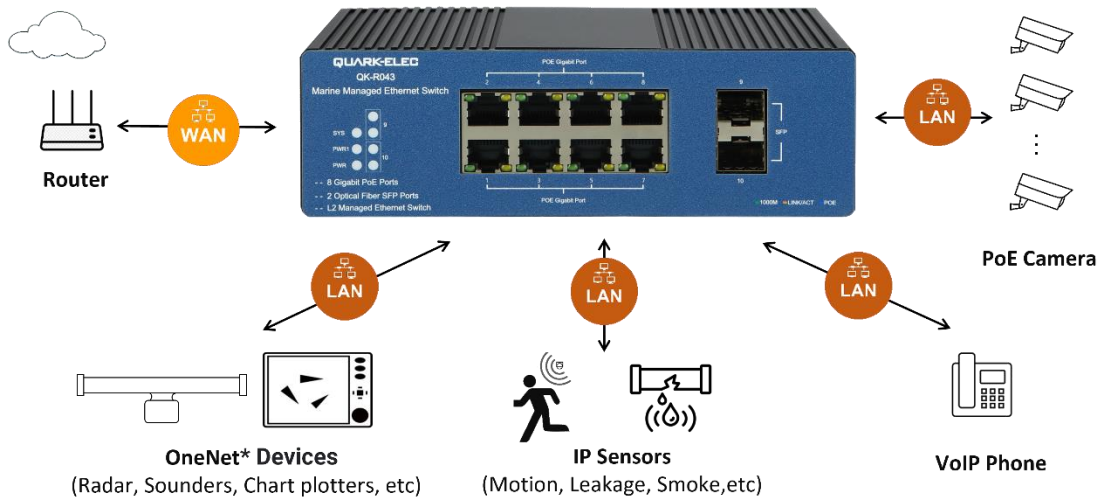 QUARK-ELEC
QK-R043
Marine Managed Ethernet Switch
POE Gigabit Port
2 4 6 8
9
SYS
9
PWR1
10
PWR
SFP
-- 8 Gigabit PoE Ports
-- 2 Optical Fiber SFP Ports
-- L2 Managed Ethernet Switch
1 3 5 7
POE Gigabit Port
10
1000M LINK/ACT POE
WAN
Router
LAN
PoE Camera
LAN
LAN
LAN
OneNet* Devices
(Radar, Sounders, Chart plotters, etc)
IP Sensors
(Motion, Leakage, Smoke,etc)
VoIP Phone